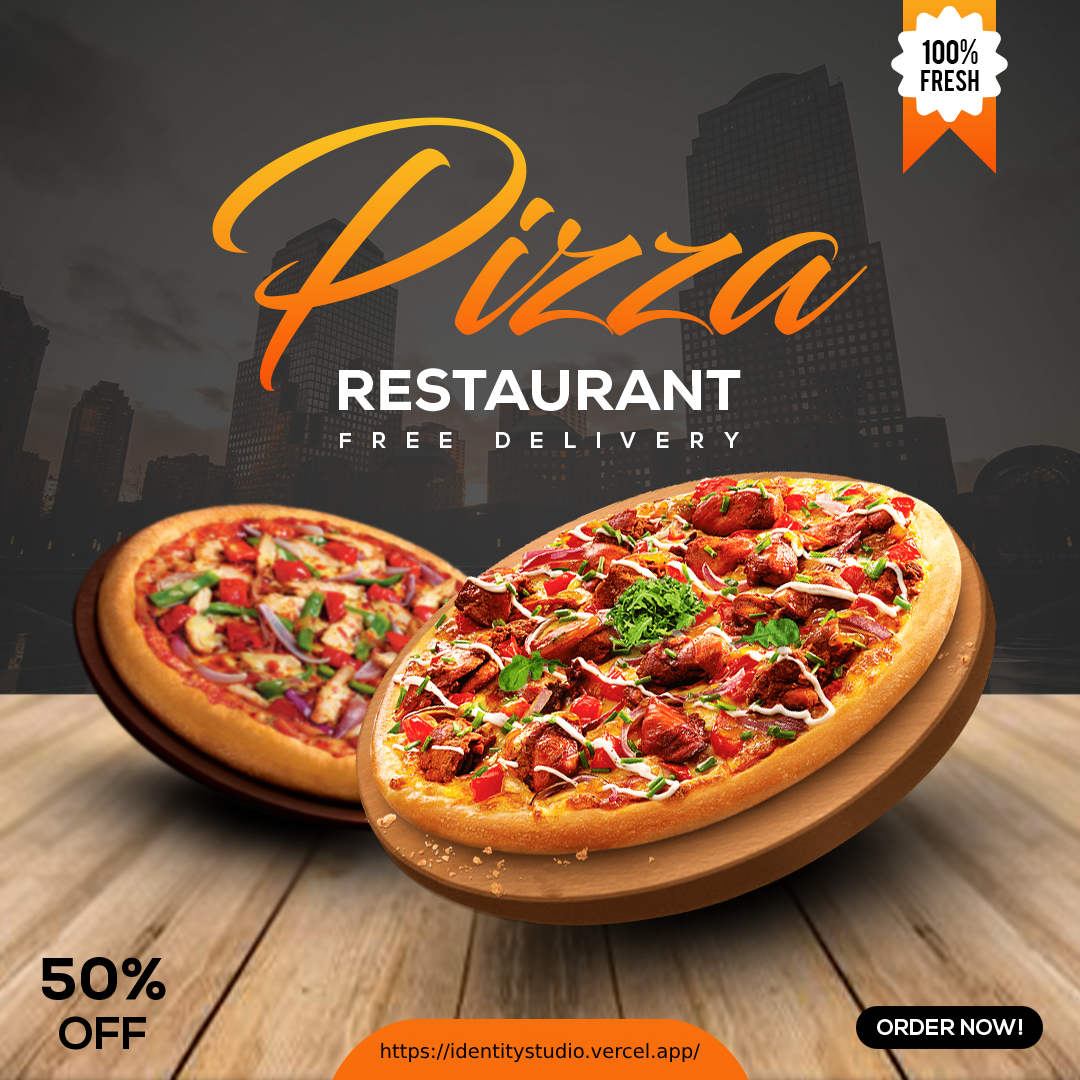 100%
FRESH
Pizza
RESTAURANT
FREE DELIVERY
50%
OFF
ORDER NOW!
https://identitystudio.vercel.app/